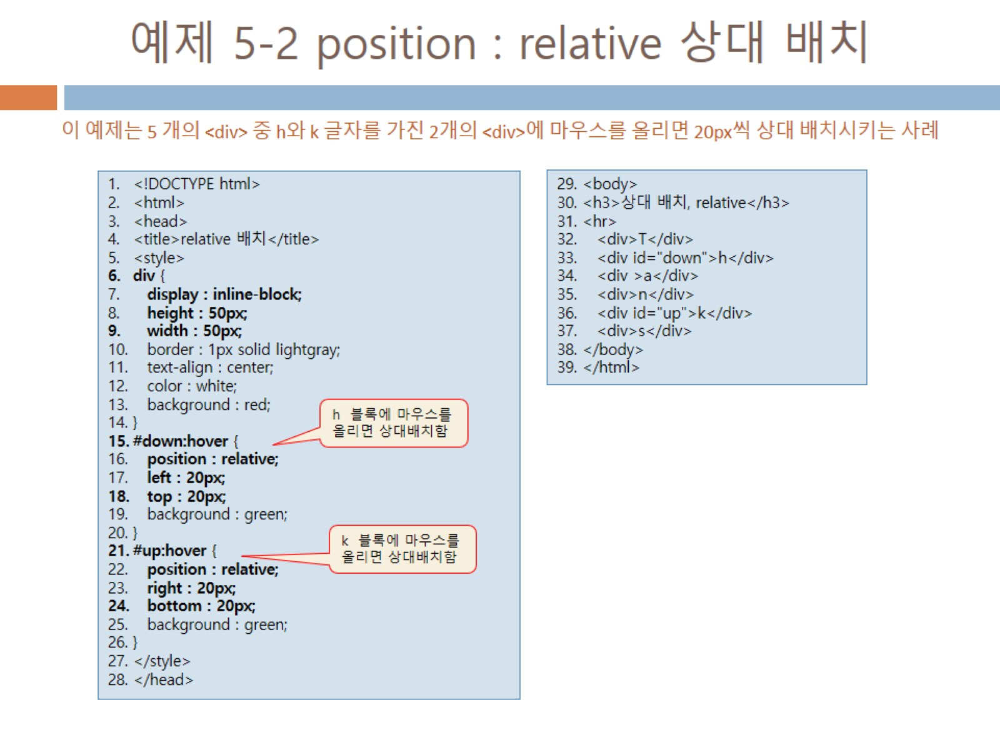 예제 5-2 position : relative 상대 배치
이 예제는 5 개의 <div> 중 h와 k 글자를 가진 2개의 <div>에 마우스를 올리면 20px씩 상대 배치시키는 사례
1. <!DOCTYPE html>
2. <html>
3. <head>
4. <title>relative 배치</title>
5. <style>
6. div {
7. display : inline-block;
8. height : 50px;
9. width : 50px;
10. border : 1px solid lightgray;
11. text-align : center;
12. color : white;
13. background : red;
14. }
15. #down:hover {
16. position : relative;
17. left : 20px;
18. top : 20px;
19. background : green;
20. }
21. #up:hover {
22. position : relative;
23. right : 20px;
24. bottom : 20px;
25. background : green;
26. }
27. </style>
28. </head>
h 블록에 마우스를
올리면 상대배치함
k 블록에 마우스를
올리면 상대배치함
29. <body>
30. <h3>상대 배치, relative</h3>
31. <hr>
32. <div>T</div>
33. <div id="down">h</div>
34. <div >a</div>
35. <div>n</div>
36. <div id="up">k</div>
37. <div>s</div>
38. </body>
39. </html>